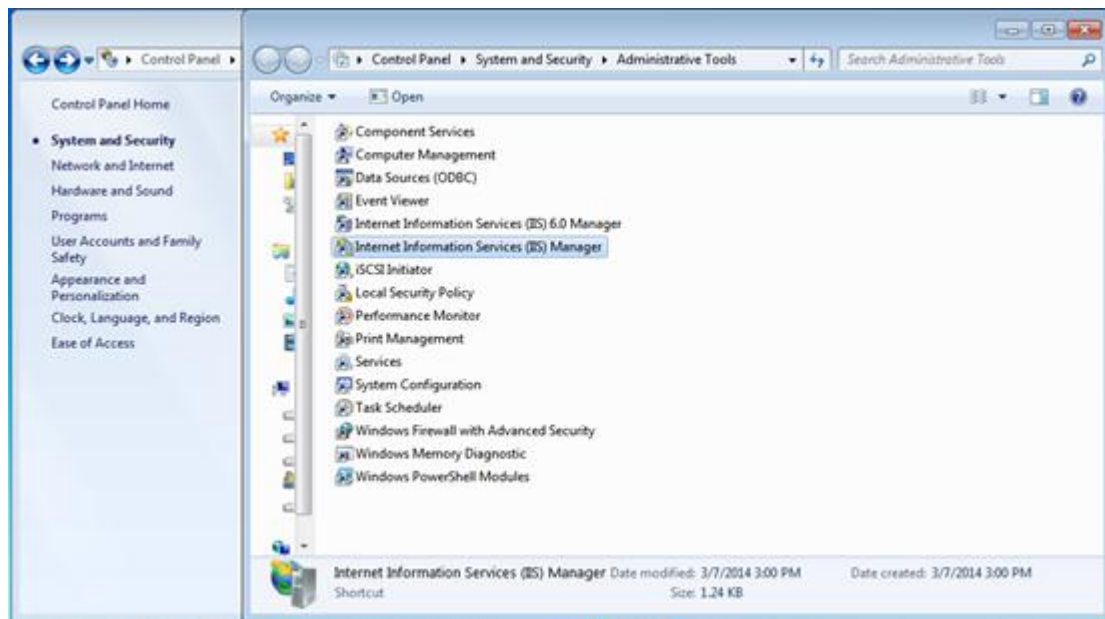 Control Panel
Control Panel Home
System and Security
Network and Internet
Hardware and Sound
Programs
User Accounts and Family
Safety
Appearance and
Personalization
Clock, Language, and Region
Ease of Access
Control Panel System and Security Administrative Tools
Search Administrative Tools
Organize Open
Component Services
Computer Management
Data Sources (ODBC)
Event Viewer
Internet Information Services (IIS) 6.0 Manager
Internet Information Services (IIS) Manager
iSCSI Initiator
Local Security Policy
Performance Monitor
Print Management
Services
System Configuration
Task Scheduler
Windows Firewall with Advanced Security
Windows Memory Diagnostic
Windows PowerShell Modules
Internet Information Services (IIS) Manager Date modified: 3/7/2014 3:00 PM Date created: 3/7/2014 3:00 PM
Shortcut Size: 1.24 KB